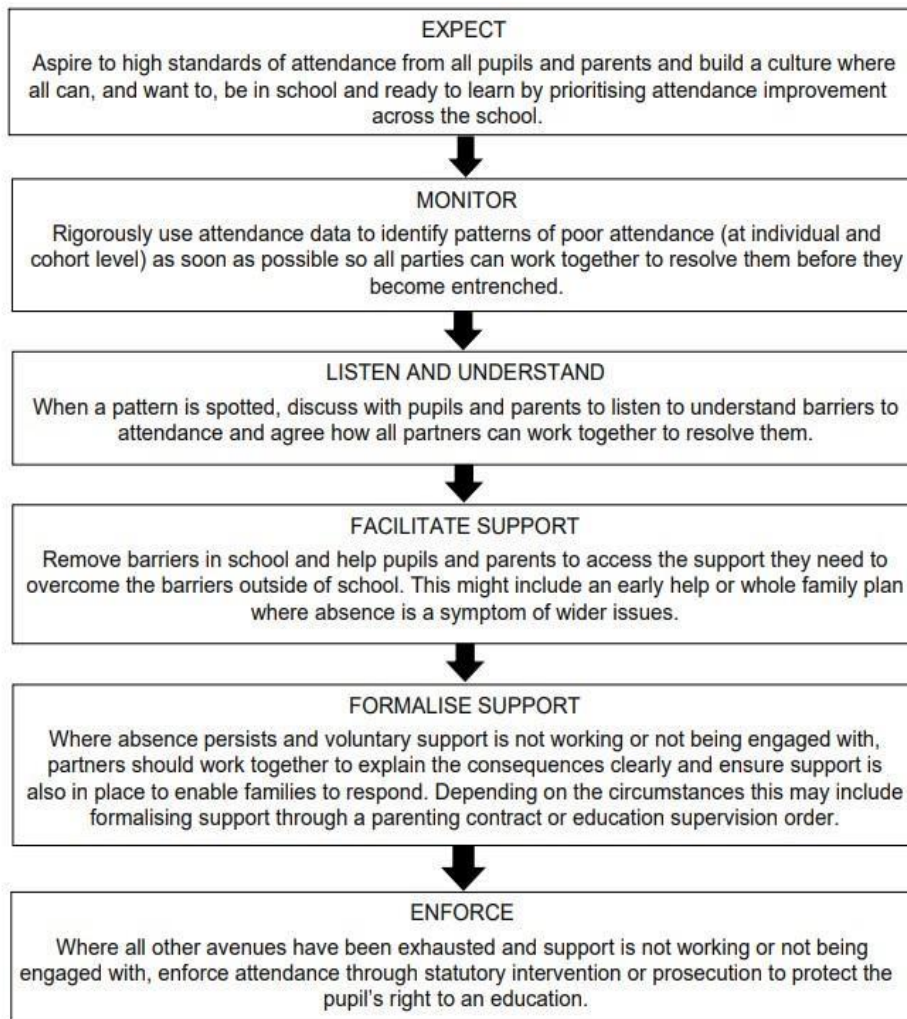 EXPECT
Aspire to high standards of attendance from all pupils and parents and build a culture where
all can, and want to, be in school and ready to learn by prioritising attendance improvement
across the school.
MONITOR
Rigorously use attendance data to identify patterns of poor attendance (at individual and
cohort level) as soon as possible so all parties can work together to resolve them before they
become entrenched.
LISTEN AND UNDERSTAND
When a pattern is spotted, discuss with pupils and parents to listen to understand barriers to
attendance and agree how all partners can work together to resolve them.
FACILITATE SUPPORT
Remove barriers in school and help pupils and parents to access the support they need to
overcome the barriers outside of school. This might include an early help or whole family plan
where absence is a symptom of wider issues.
FORMALISE SUPPORT
Where absence persists and voluntary support is not working or not being engaged with,
partners should work together to explain the consequences clearly and ensure support is
also in place to enable families to respond. Depending on the circumstances this may include
formalising support through a parenting contract or education supervision order.
ENFORCE
Where all other avenues have been exhausted and support is not working or not being
engaged with, enforce attendance through statutory intervention or prosecution to protect the
pupil's right to an education.